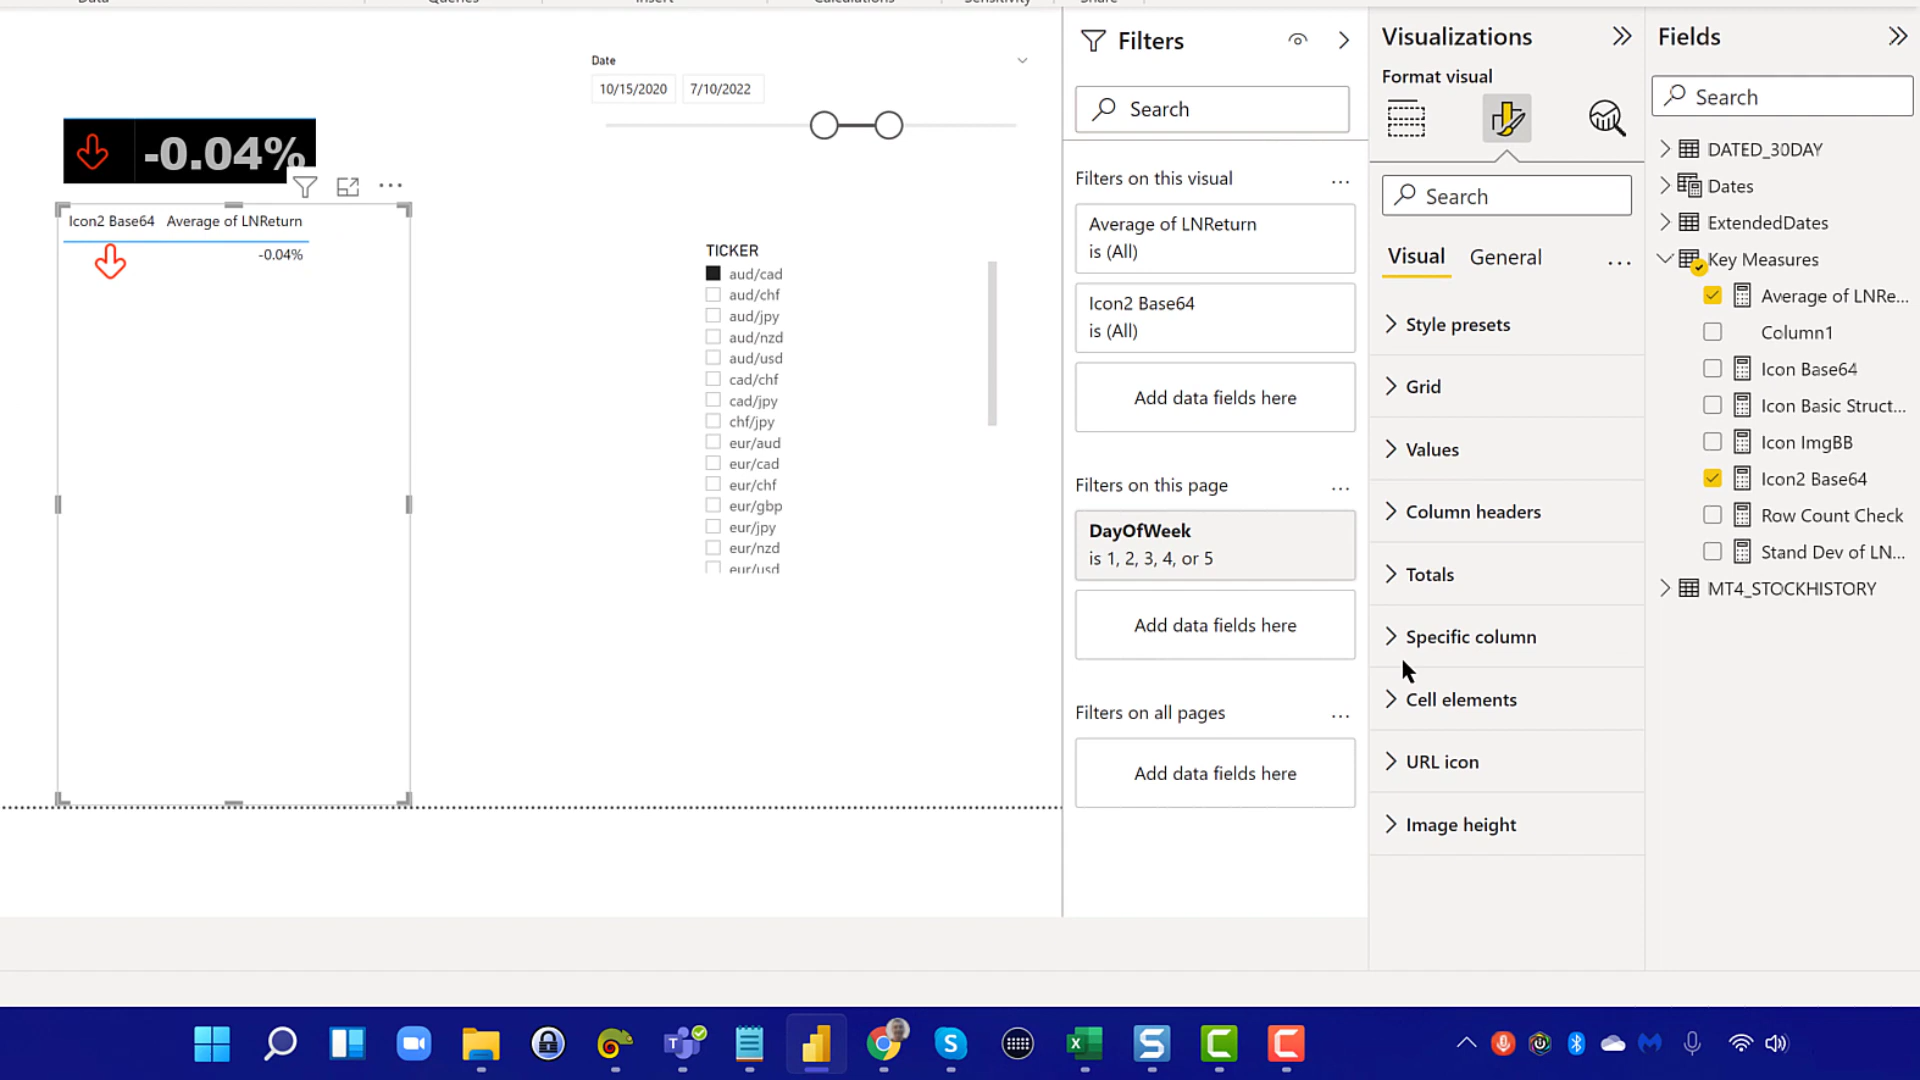 Data
Queries
Insert
Calculations
Sensitivity
Share
Date
10/15/2020
7/10/2022
-0.04%
Icon2 Base64
Average of LNReturn
-0.04%
TICKER
aud/cad
aud/chf
aud/jpy
aud/nzd
aud/usd
cad/chf
cad/jpy
chf/jpy
eur/aud
eur/cad
eur/chf
eur/gbp
eur/jpy
eur/nzd
eur/usd
Filters
Search
Filters on this visual
Average of LNReturn
is (All)
Icon2 Base64
is (All)
Add data fields here
Filters on this page
DayOfWeek
is 1, 2, 3, 4, or 5
Add data fields here
Filters on all pages
Add data fields here
Visualizations
Format visual
Search
Visual
General
Style presets
Grid
Values
Column headers
Totals
Specific column
Cell elements
URL icon
Image height
Fields
Search
DATED_30DAY
Dates
ExtendedDates
Key Measures
Average of LNRe...
Column1
Icon Base64
Icon Basic Struct...
Icon ImgBB
Icon2 Base64
Row Count Check
Stand Dev of LN...
MT4_STOCKHISTORY